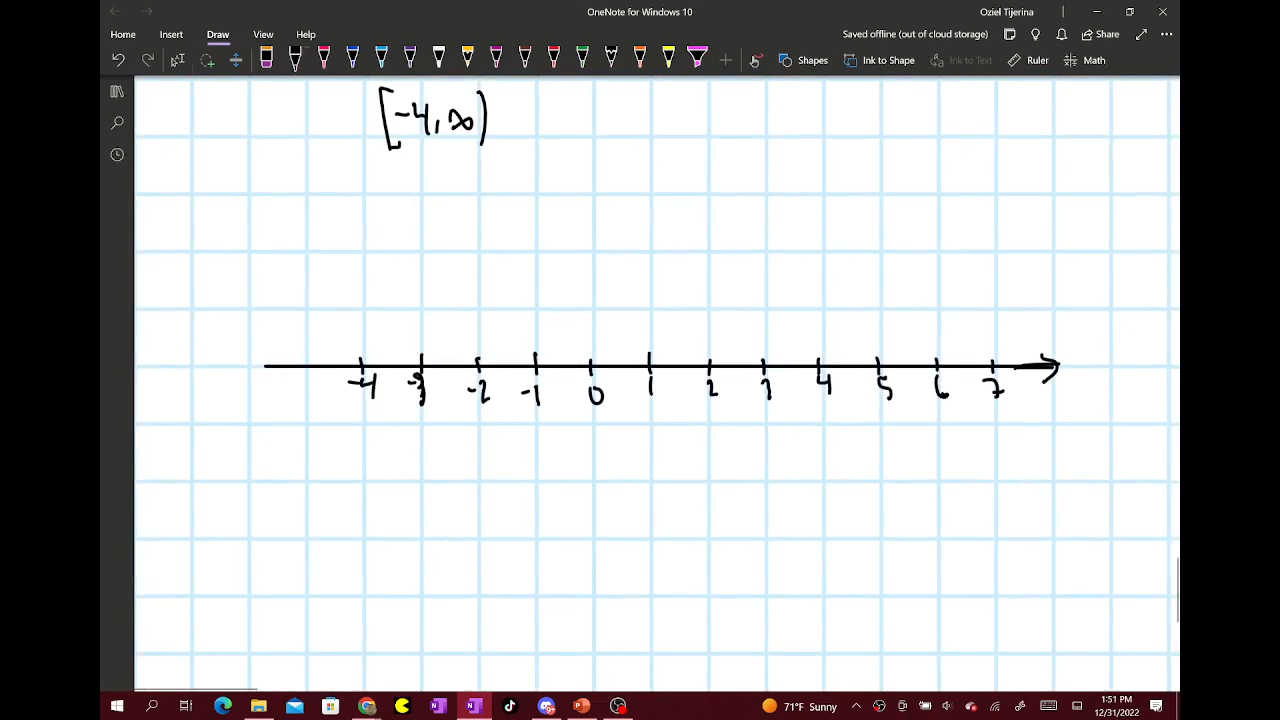 OneNote for Windows 10
Oziel Tijerina
Home Insert Draw View Help
Saved offline (out of cloud storage)
Share
Shapes Ink to Shape Ink to Text Ruler Math
[-4, ∞)
-4 -3 -2 -1 0 1 2 3 4 5 6 7
71°F Sunny
1:51 PM
12/31/2022